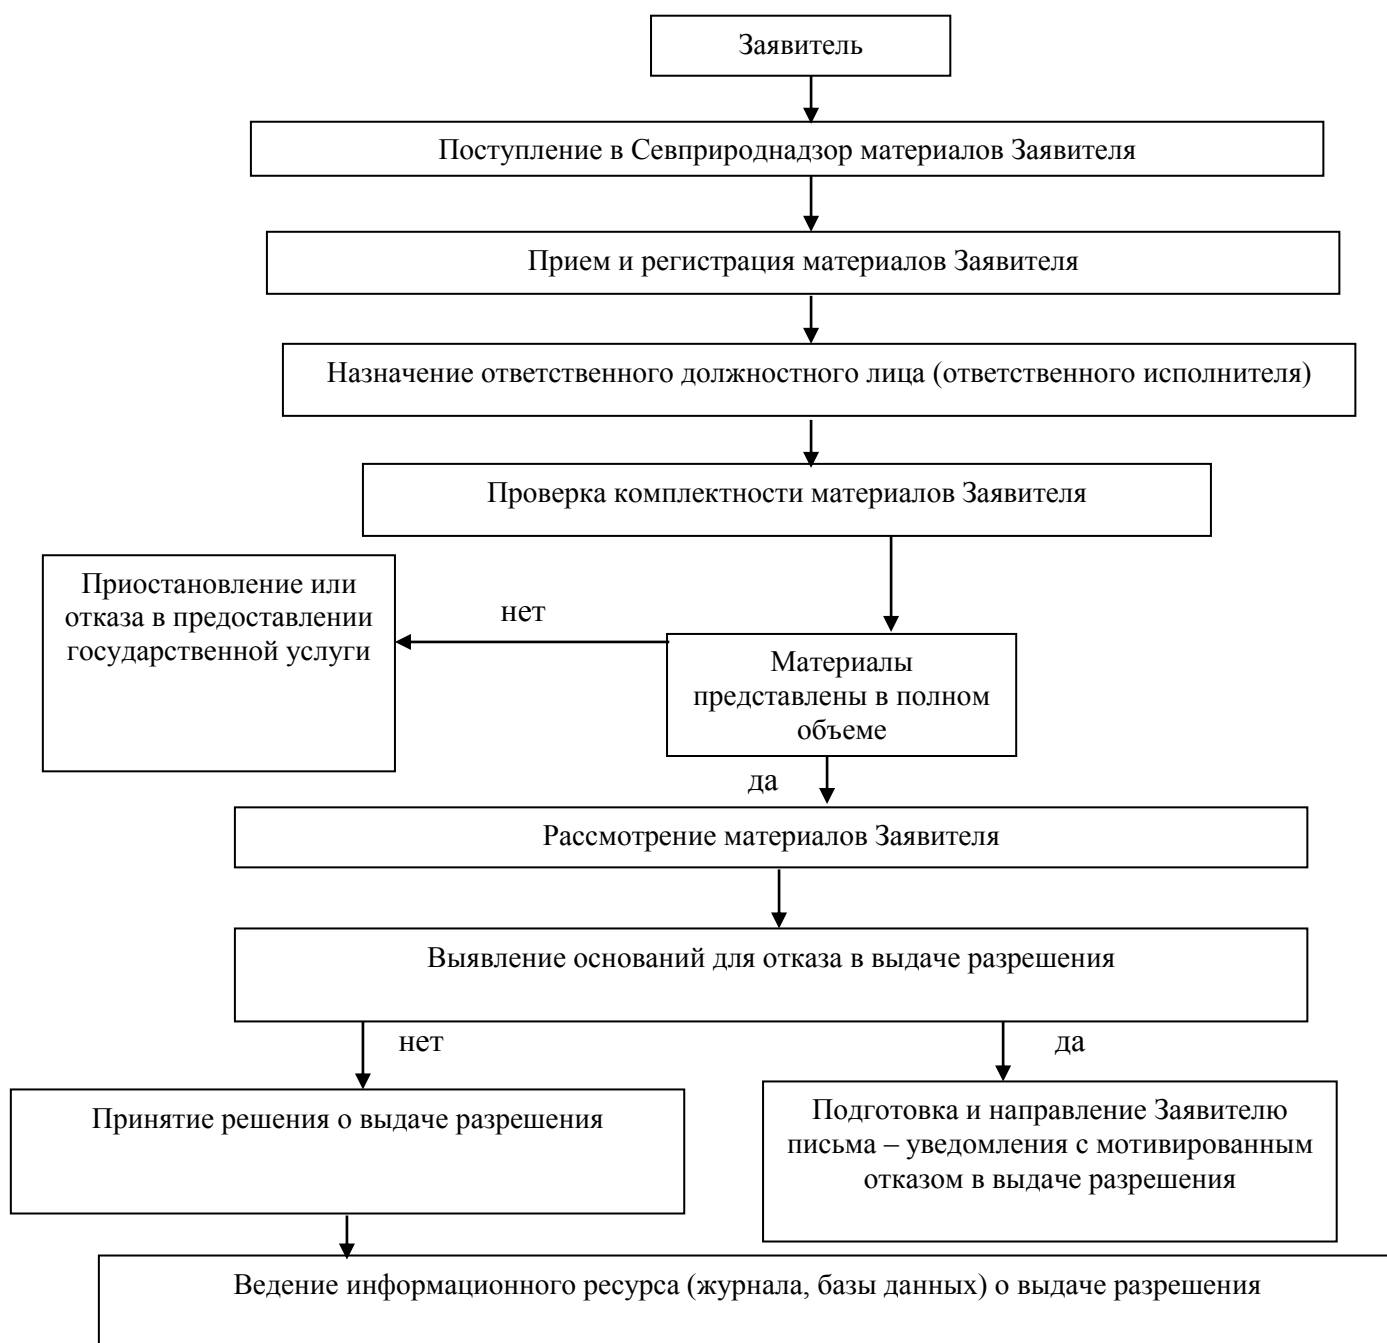 Заявитель
Поступление в Севприроднадзор материалов Заявителя
Прием и регистрация материалов Заявителя
Назначение ответственного должностного лица (ответственного исполнителя)
Проверка комплектности материалов Заявителя
Приостановление или
отказа в предоставлении
государственной услуги
нет
Материалы
представлены в полном
объеме
да
Рассмотрение материалов Заявителя
Выявление оснований для отказа в выдаче разрешения
нет
да
Принятие решения о выдаче разрешения
Подготовка и направление Заявителю
письма – уведомления с мотивированным
отказом в выдаче разрешения
Ведение информационного ресурса (журнала, базы данных) о выдаче разрешения